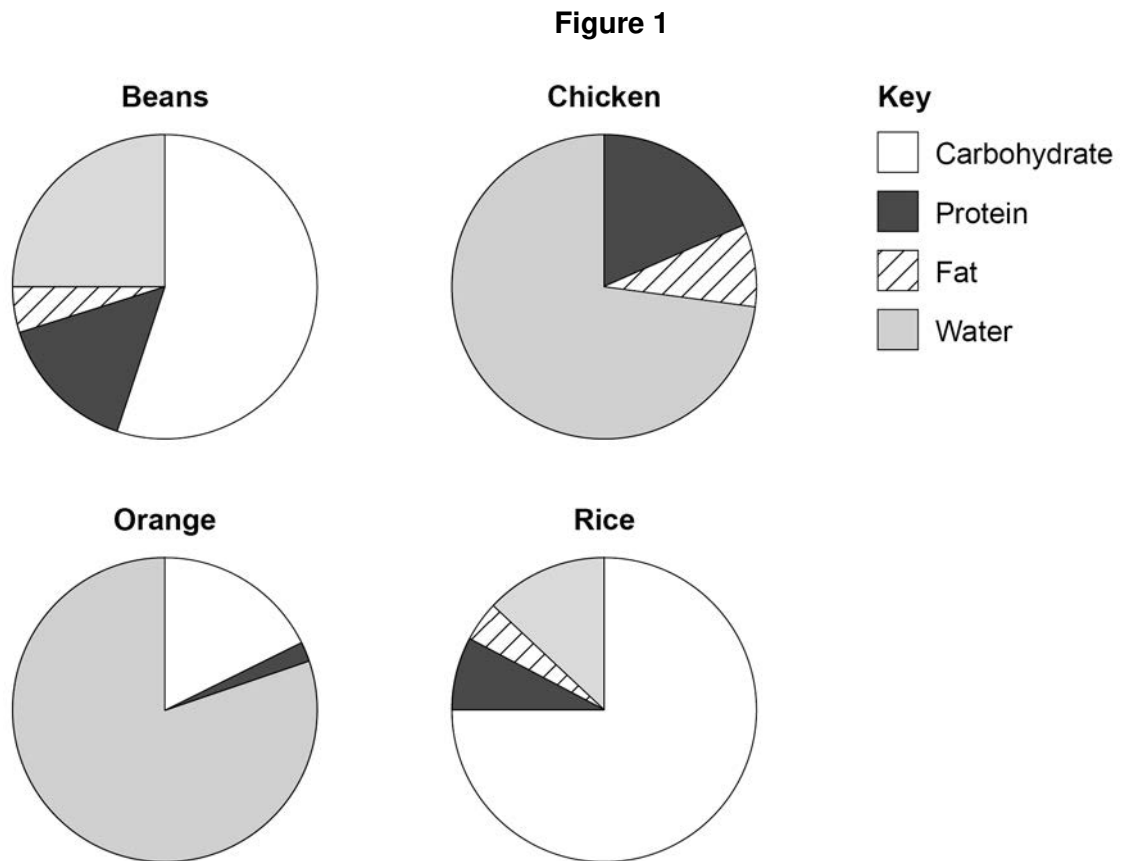 Figure 1
Beans
Chicken
Key
Carbohydrate
Protein
Fat
Water
Orange
Rice